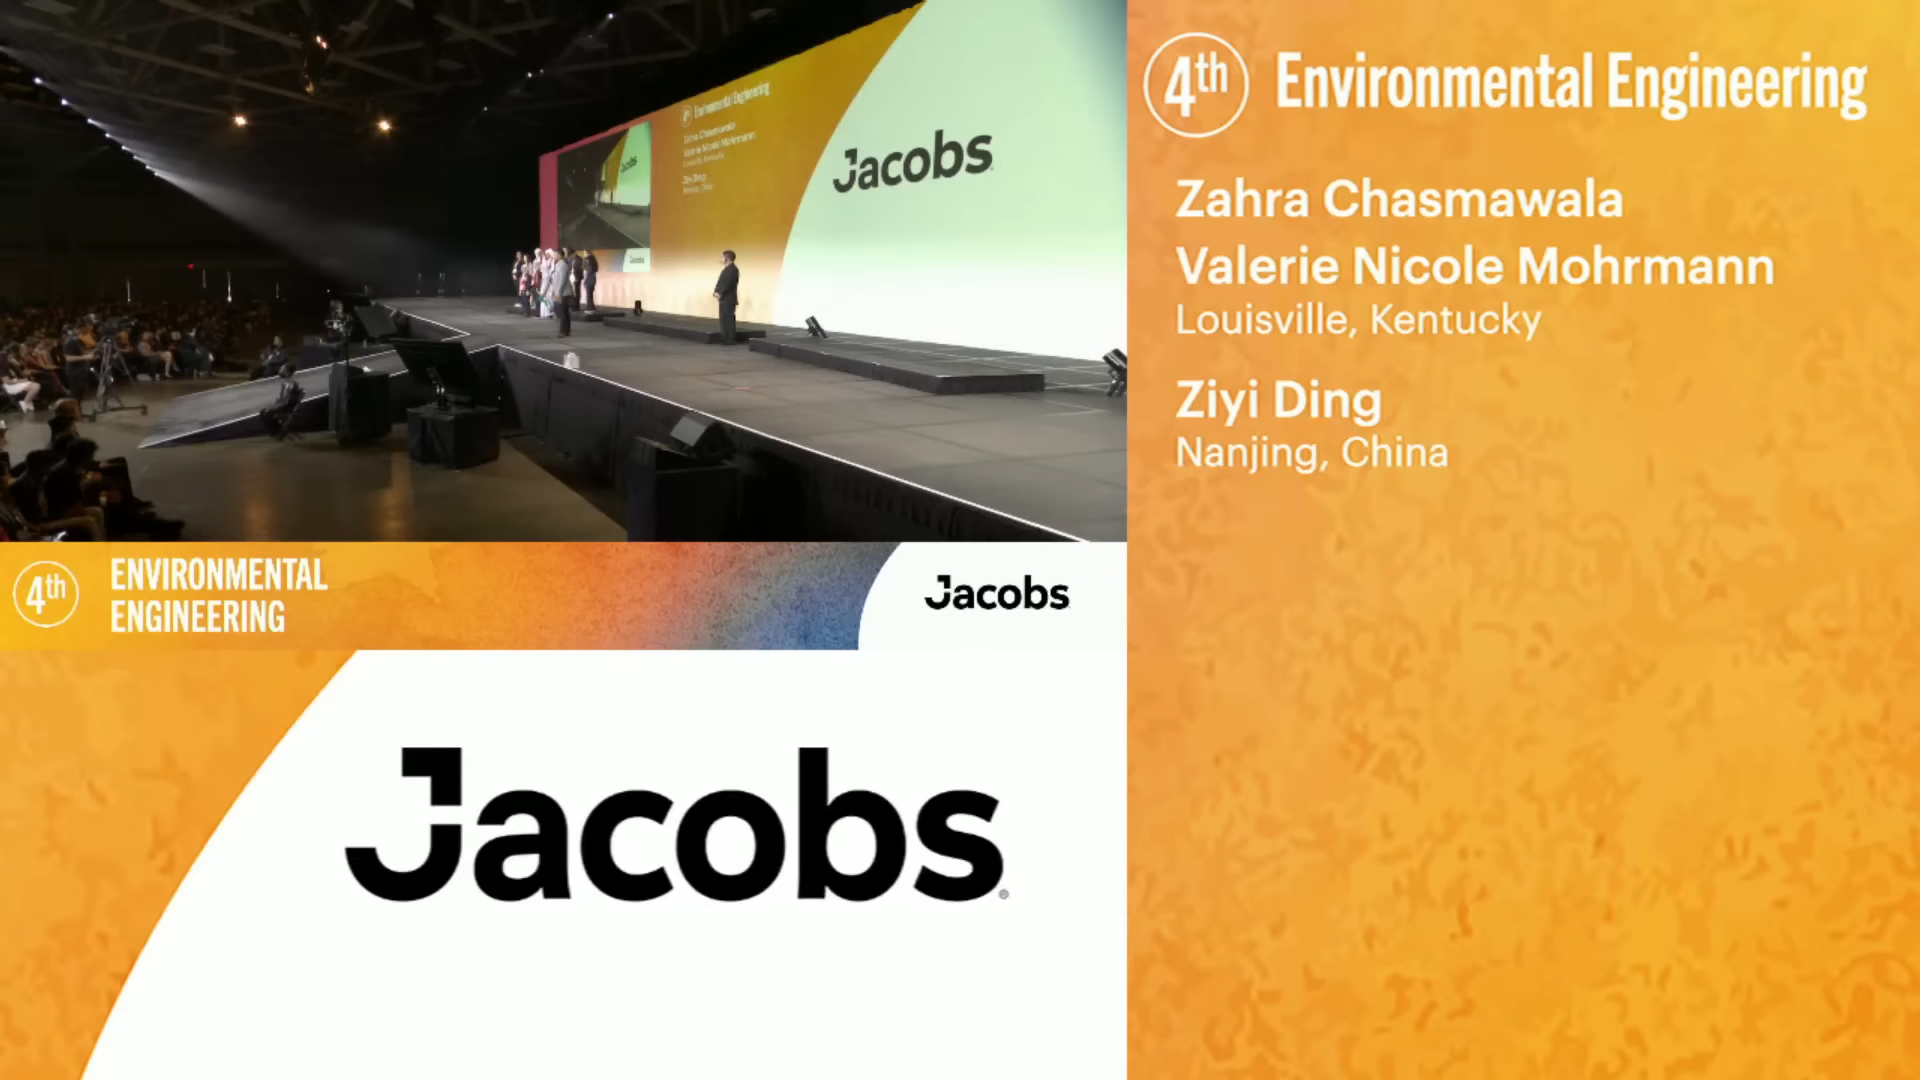 4th Environmental Engineering
Zahra Chasmawala
Valerie Nicole Mohrmann
Louisville, Kentucky
Ziyi Ding
Nanjing, China
Jacobs
4th ENVIRONMENTAL
ENGINEERING
Jacobs
Jacobs